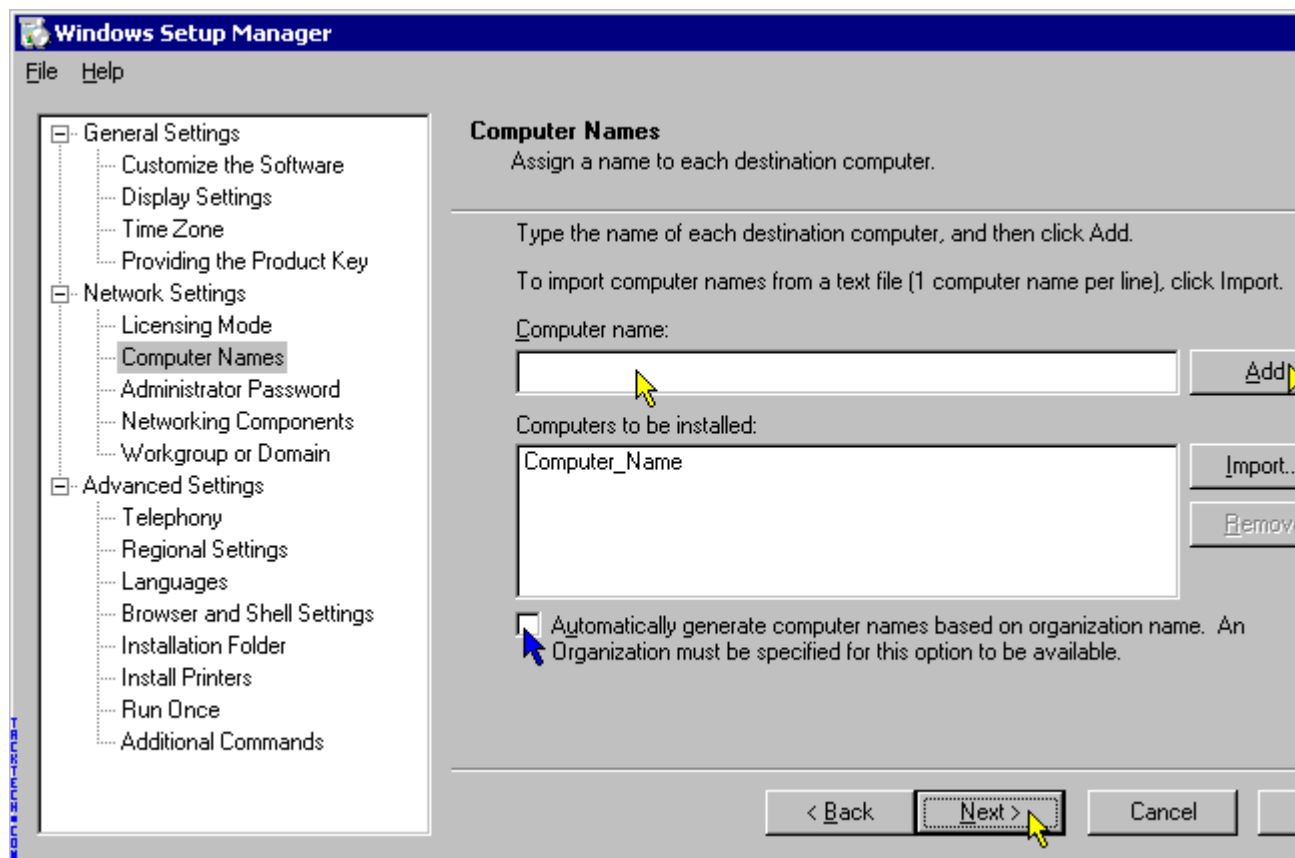 Windows Setup Manager
File Help
General Settings
Customize the Software
Display Settings
Time Zone
Providing the Product Key
Network Settings
Licensing Mode
Computer Names
Administrator Password
Networking Components
Workgroup or Domain
Advanced Settings
Telephony
Regional Settings
Languages
Browser and Shell Settings
Installation Folder
Install Printers
Run Once
Additional Commands
Computer Names
Assign a name to each destination computer.
Type the name of each destination computer, and then click Add.
To import computer names from a text file (1 computer name per line), click Import.
Computer name:
Add
Computers to be installed:
Computer_Name
Import..
Remove
Automatically generate computer names based on organization name. An
Organization must be specified for this option to be available.
< Back Next > Cancel
TACKTECH.COM